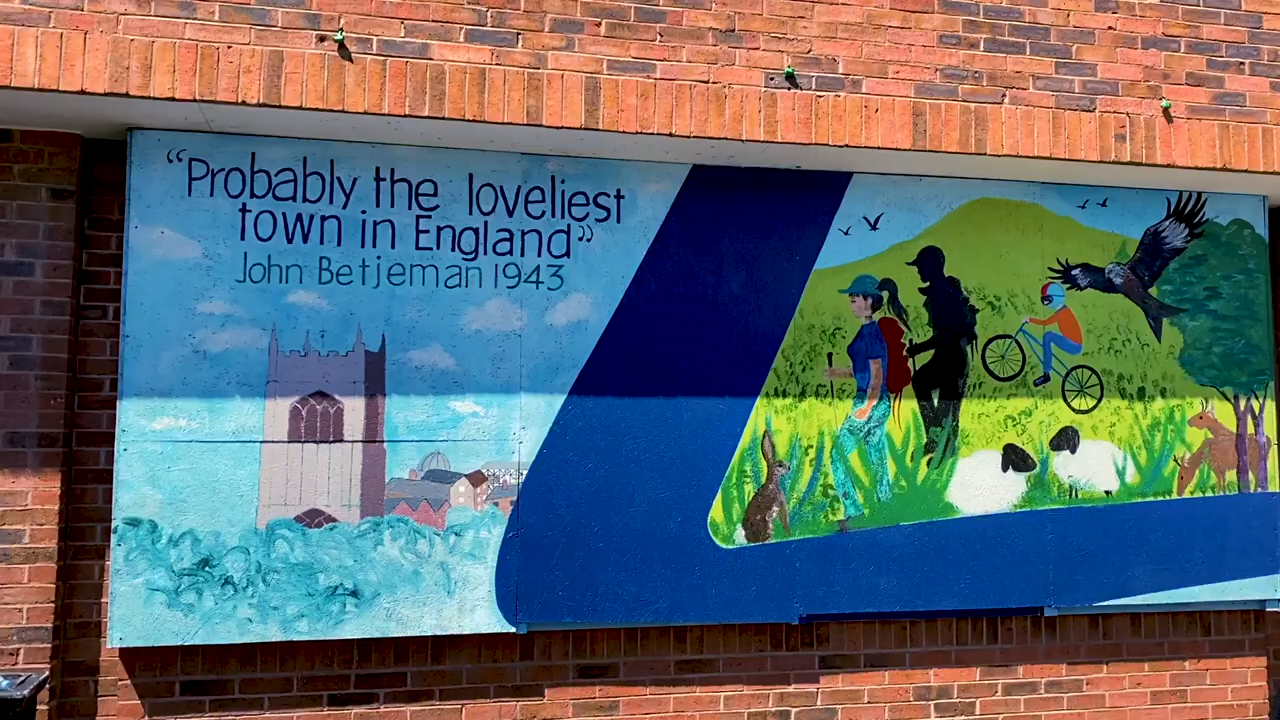 “Probably the loveliest
town in England”
John Betjeman 1943